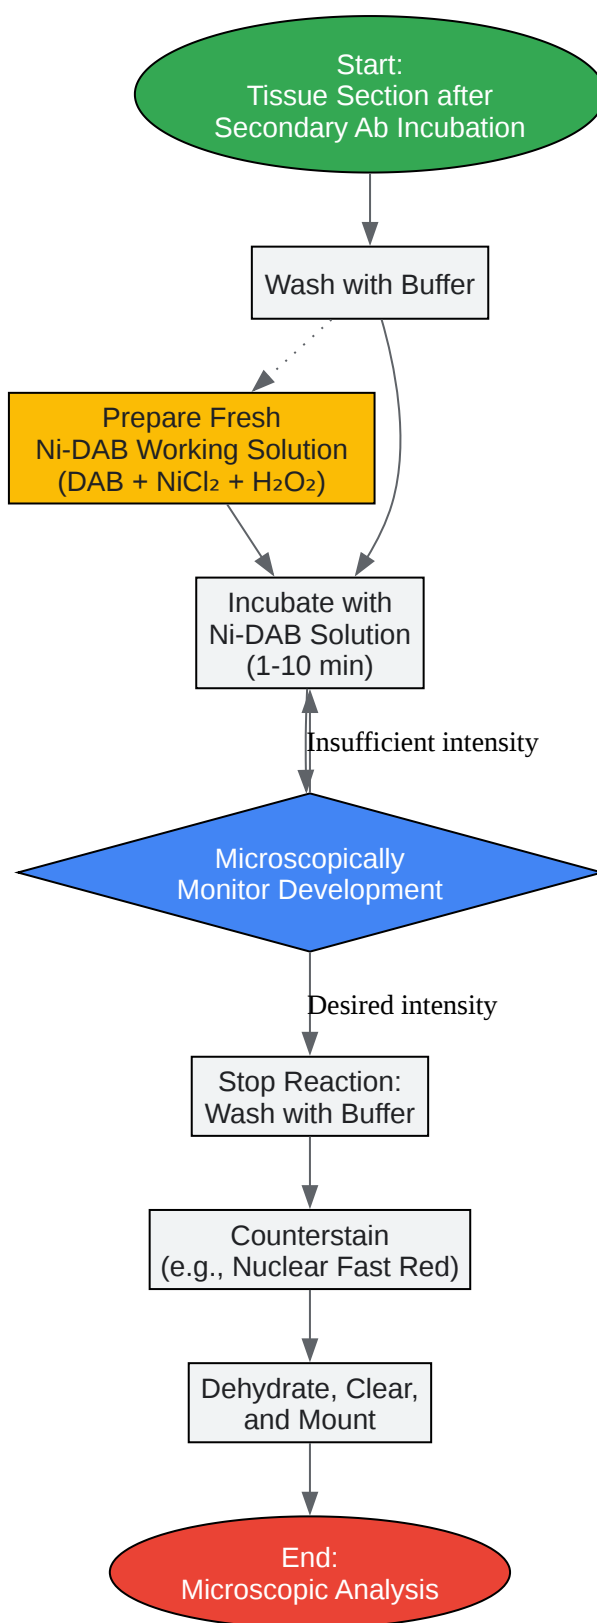 Start:
Tissue Section after
Secondary Ab Incubation
Wash with Buffer
Prepare Fresh
Ni-DAB Working Solution
(DAB + NiCl₂ + H₂O₂)
Incubate with
Ni-DAB Solution
(1-10 min)
Insufficient intensity
Microscopically
Monitor Development
Desired intensity
Stop Reaction:
Wash with Buffer
Counterstain
(e.g., Nuclear Fast Red)
Dehydrate, Clear,
and Mount
End:
Microscopic Analysis